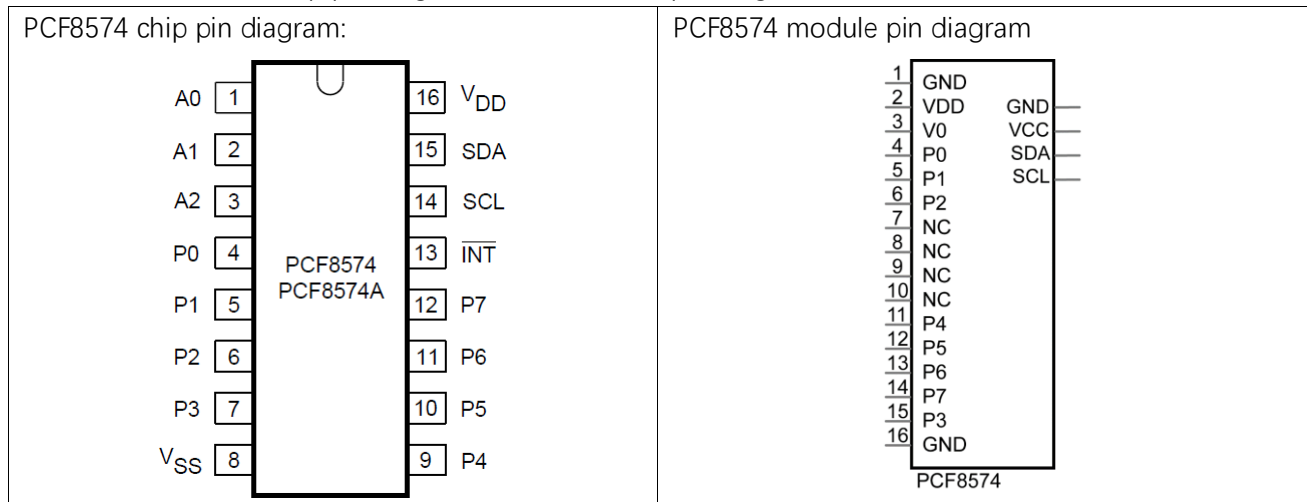 PCF8574 chip pin diagram:
A0 1
A1 2
A2 3
P0 4
P1 5
P2 6
P3 7
VSS 8
PCF8574
PCF8574A
16 VDD
15 SDA
14 SCL
13 INT
12 P7
11 P6
10 P5
9 P4
PCF8574 module pin diagram
1 GND
2 VDD
3 V0
4 P0
5 P1
6 P2
7 NC
8 NC
9 NC
10 NC
11 P4
12 P5
13 P6
14 P7
15 P3
16 GND
GND
VCC
SDA
SCL
PCF8574